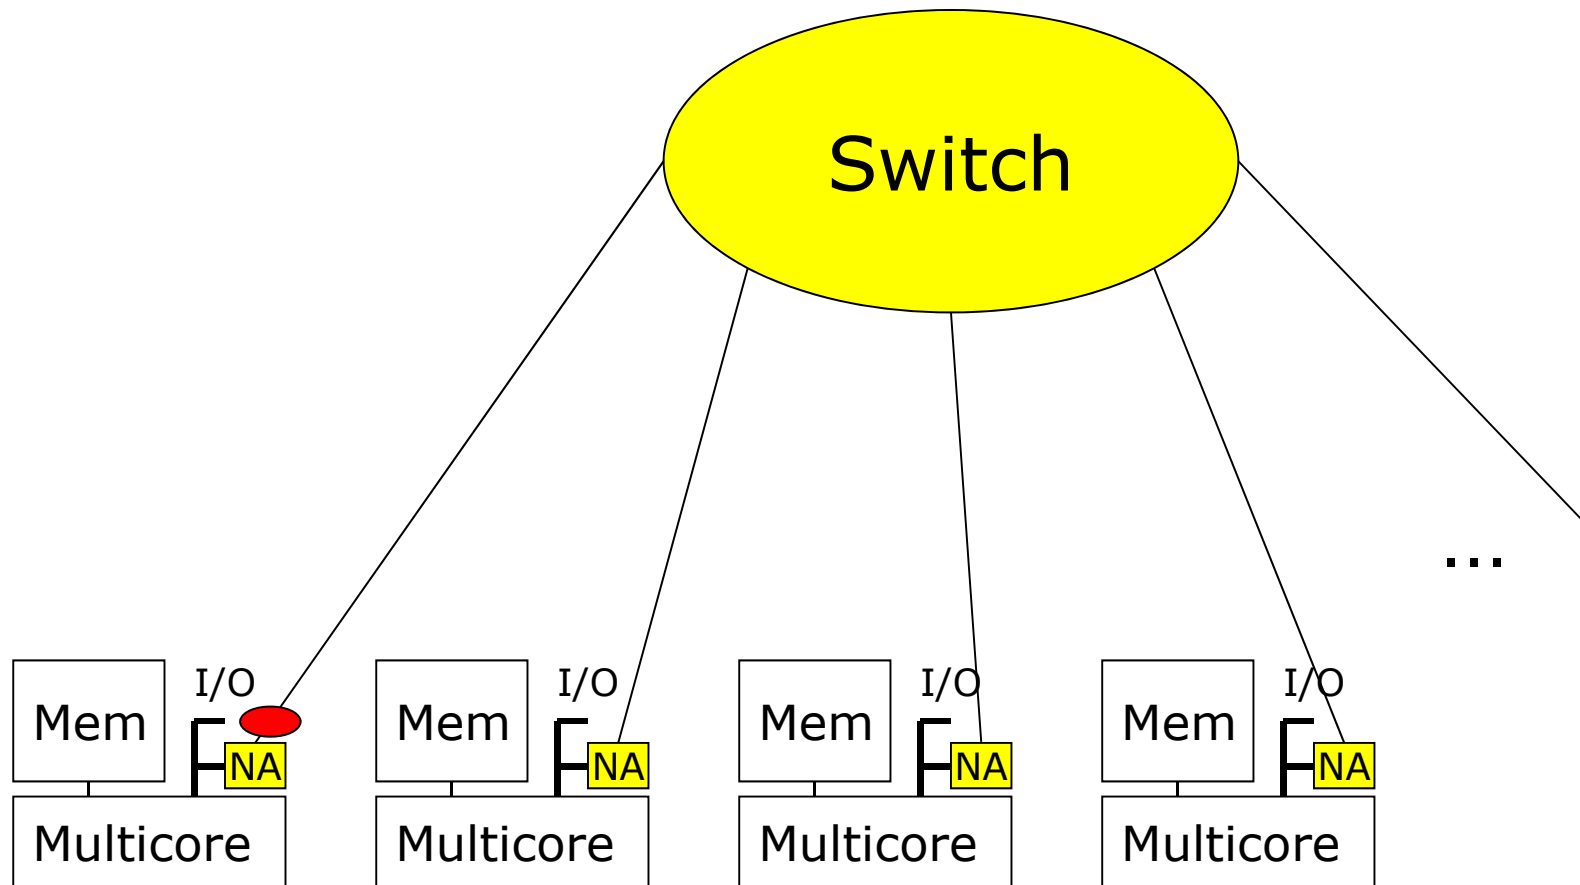 Switch
...
I/O I/O I/O I/O
Mem Mem Mem Mem
NA NA NA NA
Multicore Multicore Multicore Multicore